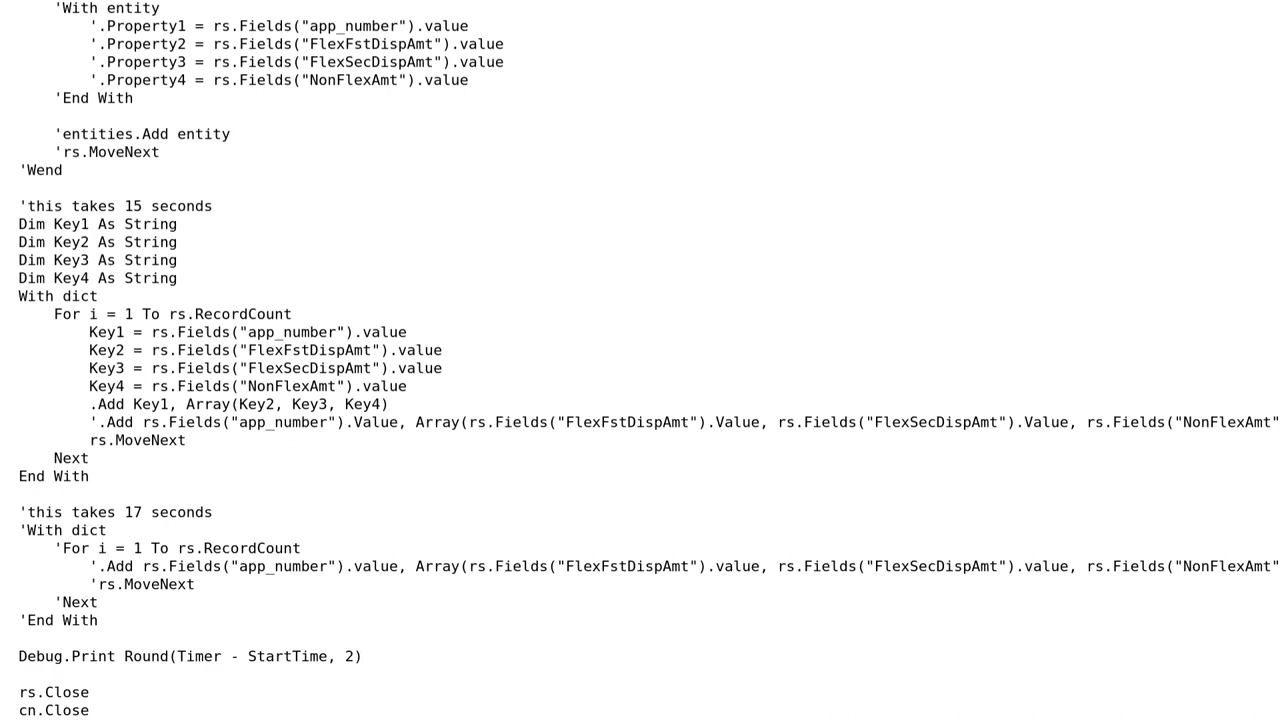 'With entity
'.Property1 = rs.Fields("app_number").value
'.Property2 = rs.Fields("FlexFstDispAmt").value
'.Property3 = rs.Fields("FlexSecDispAmt").value
'.Property4 = rs.Fields("NonFlexAmt").value
'End With
'entities.Add entity
'rs.MoveNext
'Wend
'this takes 15 seconds
Dim Key1 As String
Dim Key2 As String
Dim Key3 As String
Dim Key4 As String
With dict
For i = 1 To rs.RecordCount
Key1 = rs.Fields("app_number").value
Key2 = rs.Fields("FlexFstDispAmt").value
Key3 = rs.Fields("FlexSecDispAmt").value
Key4 = rs.Fields("NonFlexAmt").value
.Add Key1, Array(Key2, Key3, Key4)
'.Add rs.Fields("app_number").Value, Array(rs.Fields("FlexFstDispAmt").Value, rs.Fields("FlexSecDispAmt").Value, rs.Fields("NonFlexAmt"
rs.MoveNext
Next
End With
'this takes 17 seconds
'With dict
'For i = 1 To rs.RecordCount
'.Add rs.Fields("app_number").value, Array(rs.Fields("FlexFstDispAmt").value, rs.Fields("FlexSecDispAmt").value, rs.Fields("NonFlexAmt"
'rs.MoveNext
'Next
'End With
Debug.Print Round(Timer - StartTime, 2)
rs.Close
cn.Close